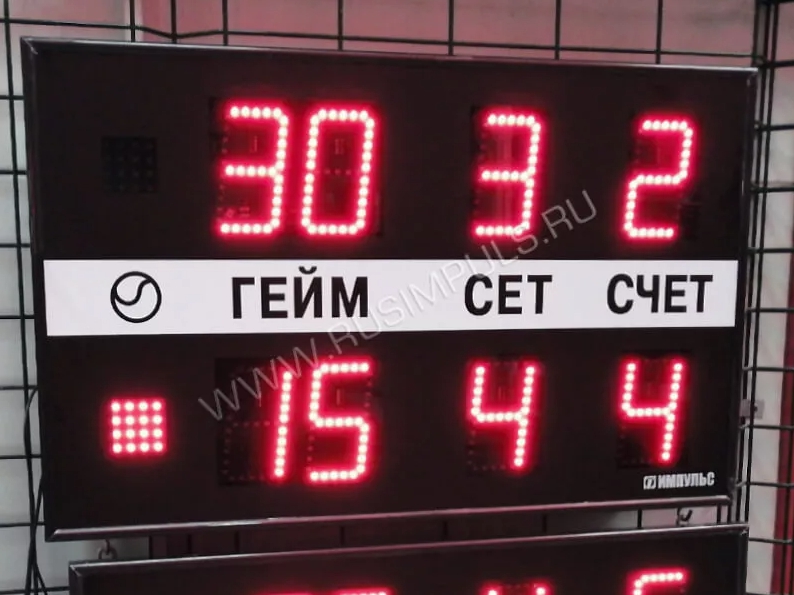 30 3 2
ГЕЙМ СЕТ СЧЕТ
WWW.RUSIMPULS.RU
15 4 4
ИМПУЛЬС